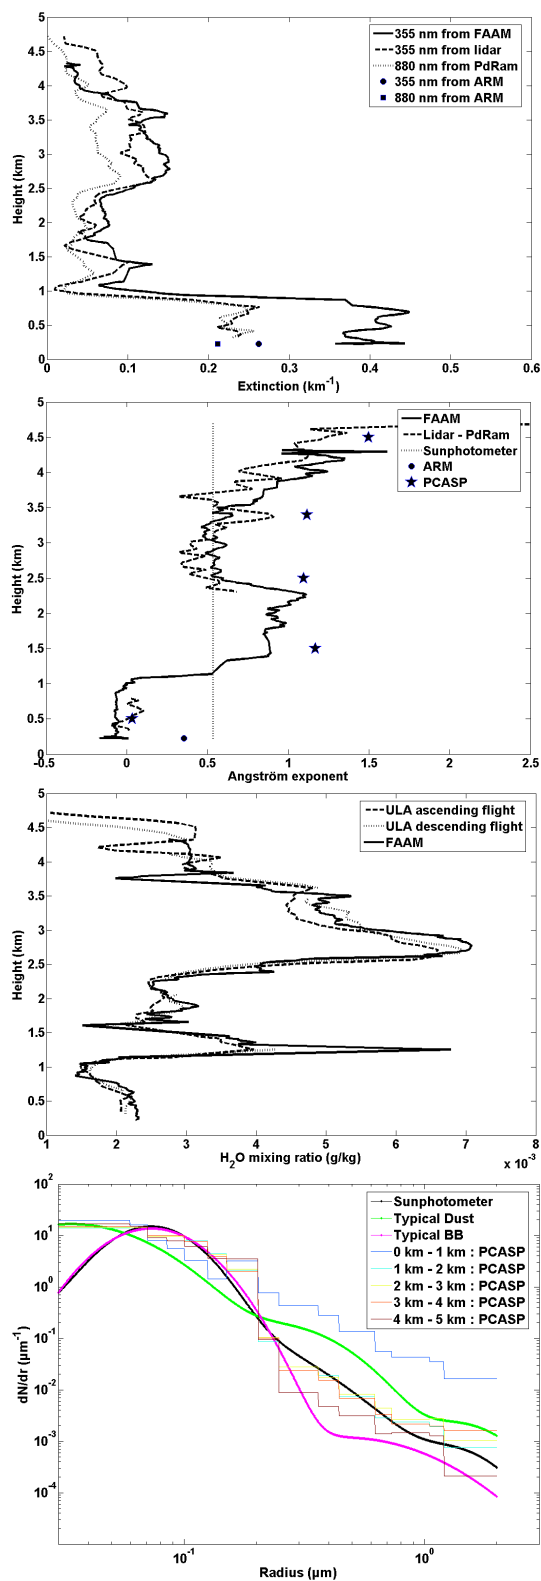 5
4.5
4
3.5
3
2.5
2
1.5
1
0.5
0
Height (km)
355 nm from FAAM
355 nm from lidar
880 nm from PdRam
355 nm from ARM
880 nm from ARM
0 0.1 0.2 0.3 0.4 0.5 0.6
Extinction (km⁻¹)
5
4.5
4
3.5
3
2.5
2
1.5
1
0.5
0
Height (km)
FAAM
Lidar - PdRam
Sunphotometer
ARM
PCASP
-0.5 0 0.5 1 1.5 2 2.5
Angström exponent
5
4.5
4
3.5
3
2.5
2
1.5
1
0.5
0
Height (km)
ULA ascending flight
ULA descending flight
FAAM
1 2 3 4 5 6 7 8
H₂O mixing ratio (g/kg)
x 10⁻³
10²
10¹
10⁰
10⁻¹
10⁻²
10⁻³
10⁻⁴
dN/dr (µm⁻¹)
Sunphotometer
Typical Dust
Typical BB
0 km - 1 km : PCASP
1 km - 2 km : PCASP
2 km - 3 km : PCASP
3 km - 4 km : PCASP
4 km - 5 km : PCASP
10⁻¹ 10⁰
Radius (µm)